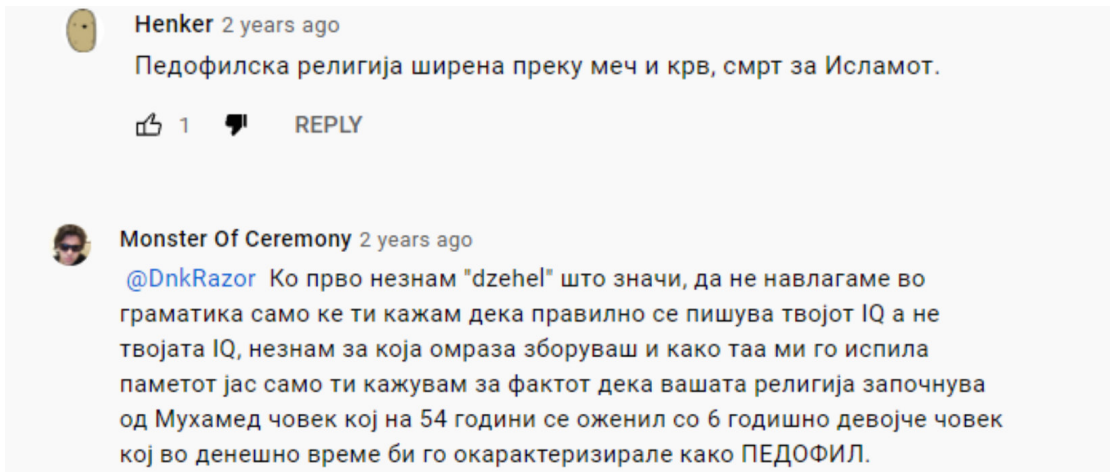 Henker 2 years ago
Педофилска религија ширена преку меч и крв, смрт за Исламот.
1 REPLY
Monster Of Ceremony 2 years ago
@DnkRazor Ко прво незнам "dzehel" што значи, да не навлагаме во
граматика само ке ти кажам дека правилно се пишува твојот IQ а не
твојата IQ, незнам за која омраза зборуваш и како таа ми го испила
паметот јас само ти кажувам за фактот дека вашата религија започнува
од Мухамед човек кој на 54 години се оженил со 6 годишно девојче човек
кој во денешно време би го окарактеризирале како ПЕДОФИЛ.